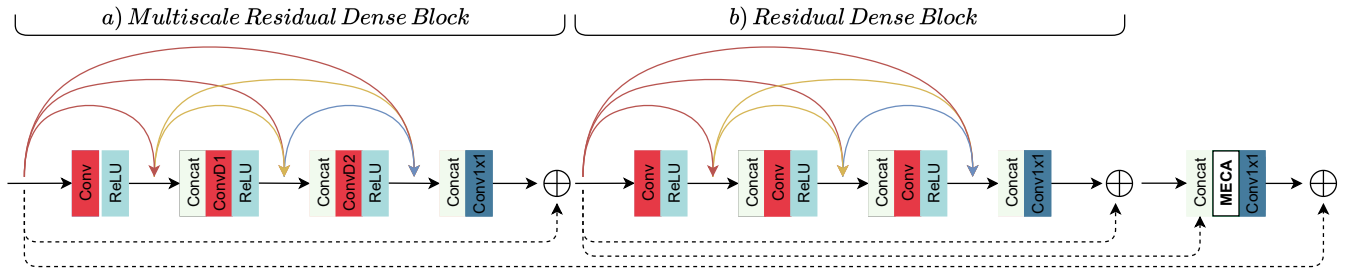 a) Multiscale Residual Dense Block
b) Residual Dense Block
Conv
ReLU
Concat
ConvD1
ReLU
Concat
ConvD2
ReLU
Concat
Conv1x1
Conv
ReLU
Concat
Conv
ReLU
Concat
Conv
ReLU
Concat
Conv1x1
Concat
MECA
Conv1x1